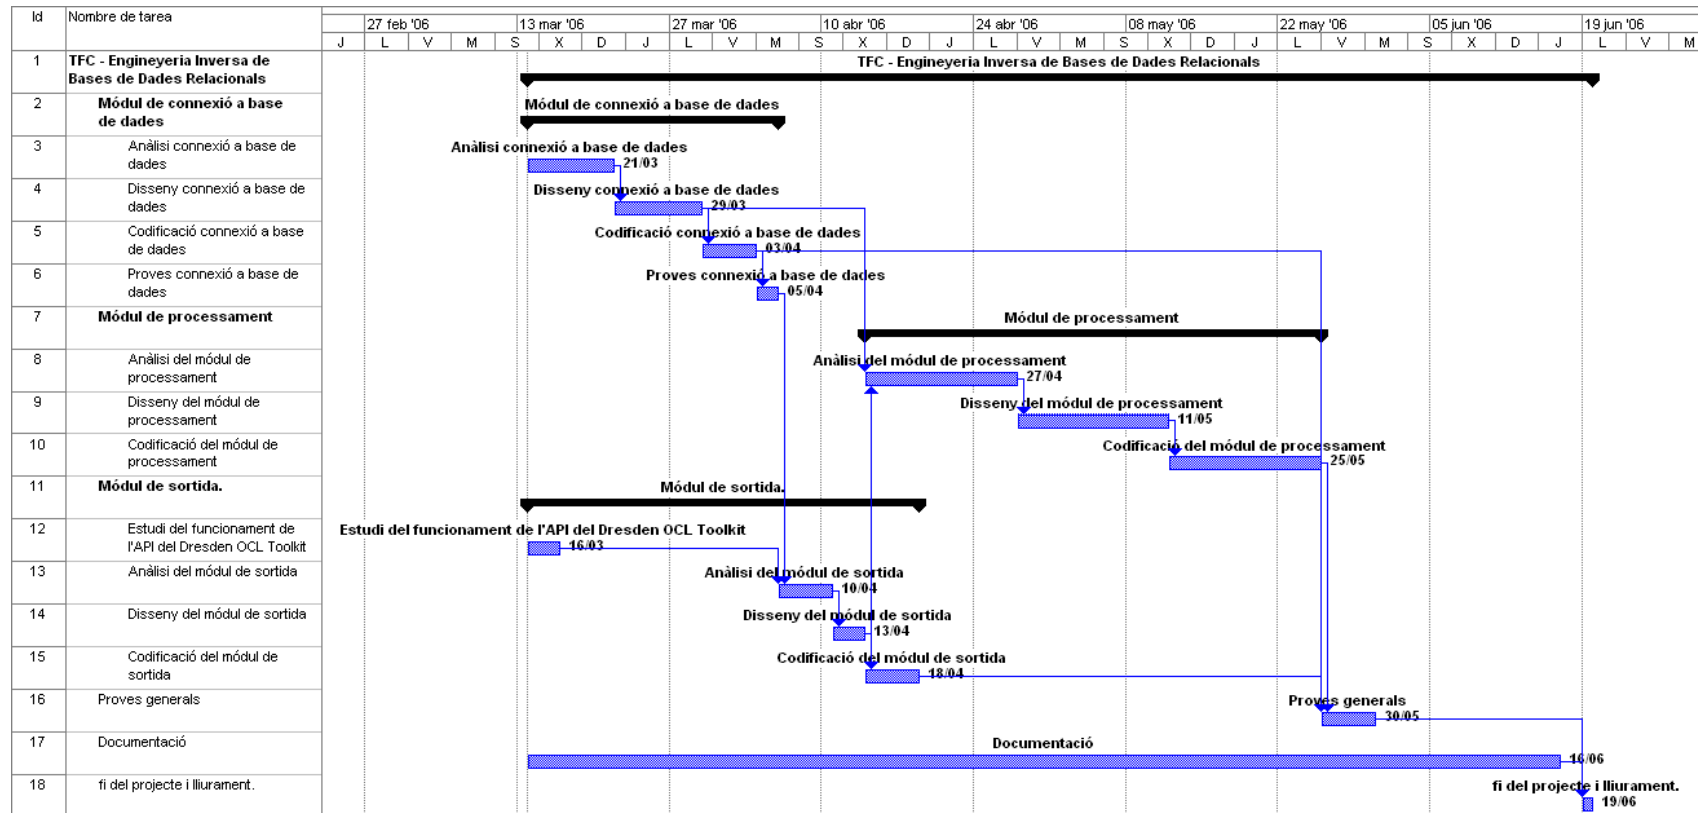 Id Nombre de tarea
27 feb '06 13 mar '06 27 mar '06 10 abr '06 24 abr '06 08 may '06 22 may '06 05 jun '06 19 jun '06
J L V M S X D J L V M S X D J L V M S X D J L V M S X D J L V M
1 TFC - Engineyeria Inversa de
Bases de Dades Relacionals
TFC - Engineyeria Inversa de Bases de Dades Relacionals
2 Módul de connexió a base
de dades
Módul de connexió a base de dades
3 Anàlisi connexió a base de
dades
Anàlisi connexió a base de dades
21/03
4 Disseny connexió a base de
dades
Disseny connexió a base de dades
29/03
5 Codificació connexió a base
de dades
Codificació connexió a base de dades
03/04
6 Proves connexió a base de
dades
Proves connexió a base de dades
05/04
7 Módul de processament
Módul de processament
8 Anàlisi del módul de
processament
Anàlisi del módul de processament
27/04
9 Disseny del módul de
processament
Disseny del módul de processament
11/05
10 Codificació del módul de
processament
Codificació del módul de processament
25/05
11 Módul de sortida.
Módul de sortida.
12 Estudi del funcionament de
l'API del Dresden OCL Toolkit
Estudi del funcionament de l'API del Dresden OCL Toolkit
16/03
13 Anàlisi del módul de sortida
Anàlisi del módul de sortida
10/04
14 Disseny del módul de sortida
Disseny del módul de sortida
13/04
15 Codificació del módul de
sortida
Codificació del módul de sortida
18/04
16 Proves generals
Proves generals
30/05
17 Documentació
Documentació
16/06
18 fi del projecte i lliurament.
fi del projecte i lliurament.
19/06